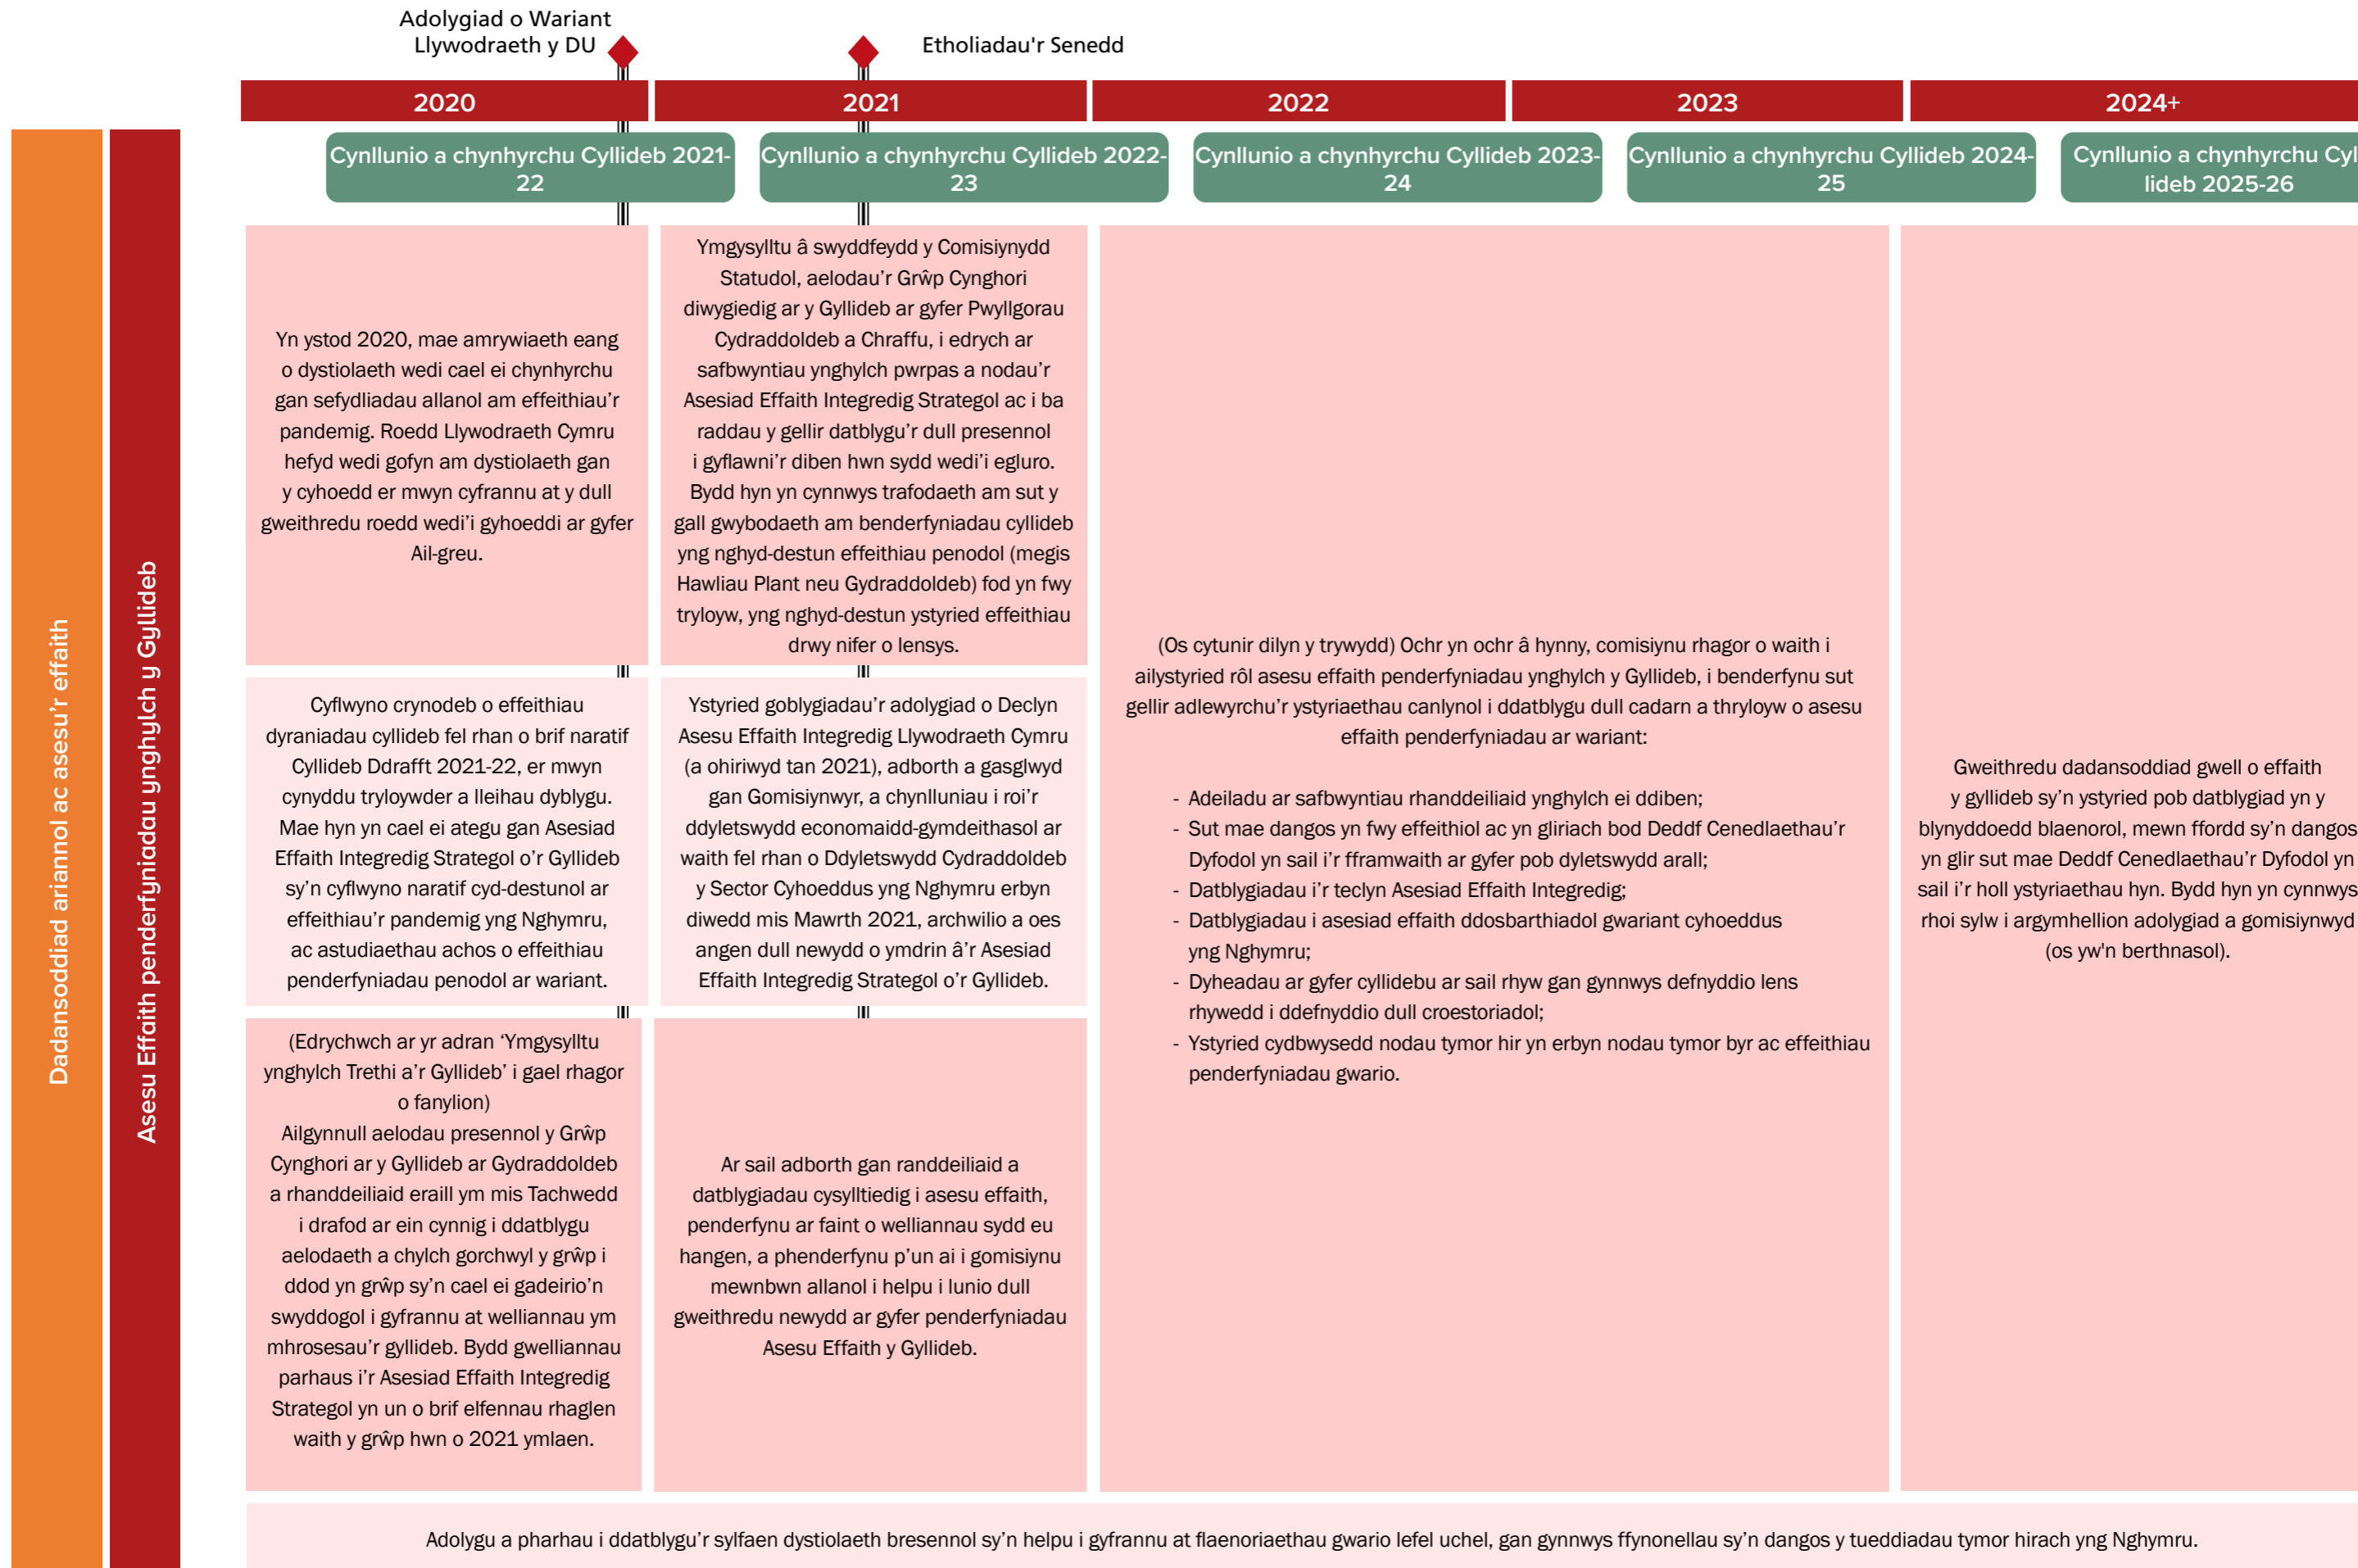 Adolygiad o Wariant
Llywodraeth y DU
Etholiadau'r Senedd
2020
2021
2022
2023
2024+
Cynllunio a chynhyrchu Cyllideb 2021-
22
Cynllunio a chynhyrchu Cyllideb 2022-
23
Cynllunio a chynhyrchu Cyllideb 2023-
24
Cynllunio a chynhyrchu Cyllideb 2024-
25
Cynllunio a chynhyrchu Cyl
lideb 2025-26
Dadansoddiad ariannol ac asesu’r effaith
Asesu Effaith penderfyniadau ynghylch y Gyllideb
Yn ystod 2020, mae amrywiaeth eang
o dystiolaeth wedi cael ei chynhyrchu
gan sefydliadau allanol am effeithiau’r
pandemig. Roedd Llywodraeth Cymru
hefyd wedi gofyn am dystiolaeth gan
y cyhoedd er mwyn cyfrannu at y dull
gweithredu roedd wedi’i gyhoeddi ar gyfer
Ail-greu.
Cyflwyno crynodeb o effeithiau
dyraniadau cyllideb fel rhan o brif naratif
Cyllideb Ddrafft 2021-22, er mwyn
cynyddu tryloywder a lleihau dyblygu.
Mae hyn yn cael ei ategu gan Asesiad
Effaith Integredig Strategol o’r Gyllideb
sy’n cyflwyno naratif cyd-destunol ar
effeithiau’r pandemig yng Nghymru,
ac astudiaethau achos o effeithiau
penderfyniadau penodol ar wariant.
(Edrychwch ar yr adran ‘Ymgysylltu
ynghylch Trethi a’r Gyllideb’ i gael rhagor
o fanylion)
Ailgynnull aelodau presennol y Grŵp
Cynghori ar y Gyllideb ar Gydraddoldeb
a rhanddeiliaid eraill ym mis Tachwedd
i drafod ar ein cynnig i ddatblygu
aelodaeth a chylch gorchwyl y grŵp i
ddod yn grŵp sy’n cael ei gadeirio’n
swyddogol i gyfrannu at welliannau ym
mhrosesau’r gyllideb. Bydd gwelliannau
parhaus i’r Asesiad Effaith Integredig
Strategol yn un o brif elfennau rhaglen
waith y grŵp hwn o 2021 ymlaen.
Ymgysylltu â swyddfeydd y Comisiynydd
Statudol, aelodau’r Grŵp Cynghori
diwygiedig ar y Gyllideb ar gyfer Pwyllgorau
Cydraddoldeb a Chraffu, i edrych ar
safbwyntiau ynghylch pwrpas a nodau’r
Asesiad Effaith Integredig Strategol ac i ba
raddau y gellir datblygu’r dull presennol
i gyflawni’r diben hwn sydd wedi’i egluro.
Bydd hyn yn cynnwys trafodaeth am sut y
gall gwybodaeth am benderfyniadau cyllideb
yng nghyd-destun effeithiau penodol (megis
Hawliau Plant neu Gydraddoldeb) fod yn fwy
tryloyw, yng nghyd-destun ystyried effeithiau
drwy nifer o lensys.
Ystyried goblygiadau’r adolygiad o Declyn
Asesu Effaith Integredig Llywodraeth Cymru
(a ohiriwyd tan 2021), adborth a gasglwyd
gan Gomisiynwyr, a chynlluniau i roi’r
ddyletswydd economaidd-gymdeithasol ar
waith fel rhan o Ddyletswydd Cydraddoldeb
y Sector Cyhoeddus yng Nghymru erbyn
diwedd mis Mawrth 2021, archwilio a oes
angen dull newydd o ymdrin â’r Asesiad
Effaith Integredig Strategol o’r Gyllideb.
Ar sail adborth gan randdeiliaid a
datblygiadau cysylltiedig i asesu effaith,
penderfynu ar faint o welliannau sydd eu
hangen, a phenderfynu p’un ai i gomisiynu
mewnbwn allanol i helpu i lunio dull
gweithredu newydd ar gyfer penderfyniadau
Asesu Effaith y Gyllideb.
(Os cytunir dilyn y trywydd) Ochr yn ochr â hynny, comisiynu rhagor o waith i
ailystyried rôl asesu effaith penderfyniadau ynghylch y Gyllideb, i benderfynu sut
gellir adlewyrchu’r ystyriaethau canlynol i ddatblygu dull cadarn a thryloyw o asesu
effaith penderfyniadau ar wariant:
- Adeiladu ar safbwyntiau rhanddeiliaid ynghylch ei ddiben;
- Sut mae dangos yn fwy effeithiol ac yn gliriach bod Deddf Cenedlaethau’r
Dyfodol yn sail i’r fframwaith ar gyfer pob dyletswydd arall;
- Datblygiadau i’r teclyn Asesiad Effaith Integredig;
- Datblygiadau i asesiad effaith ddosbarthiadol gwariant cyhoeddus
yng Nghymru;
- Dyheadau ar gyfer cyllidebu ar sail rhyw gan gynnwys defnyddio lens
rhywedd i ddefnyddio dull croestoriadol;
- Ystyried cydbwysedd nodau tymor hir yn erbyn nodau tymor byr ac effeithiau
penderfyniadau gwario.
Gweithredu dadansoddiad gwell o effaith
y gyllideb sy’n ystyried pob datblygiad yn y
blynyddoedd blaenorol, mewn ffordd sy’n dangos
yn glir sut mae Deddf Cenedlaethau’r Dyfodol yn
sail i’r holl ystyriaethau hyn. Bydd hyn yn cynnwys
rhoi sylw i argymhellion adolygiad a gomisiynwyd
(os yw'n berthnasol).
Adolygu a pharhau i ddatblygu’r sylfaen dystiolaeth bresennol sy’n helpu i gyfrannu at flaenoriaethau gwario lefel uchel, gan gynnwys ffynonellau sy’n dangos y tueddiadau tymor hirach yng Nghymru.